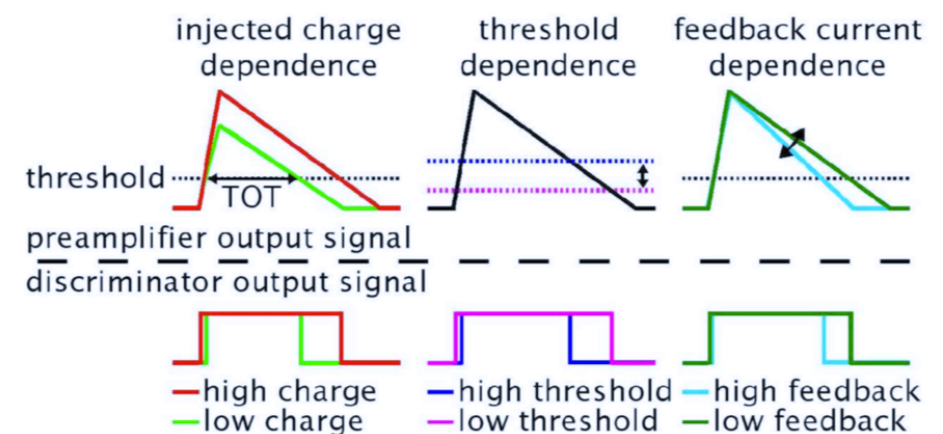 injected charge
dependence
threshold
dependence
feedback current
dependence
threshold
TOT
preamplifier output signal
discriminator output signal
high charge
low charge
high threshold
low threshold
high feedback
low feedback